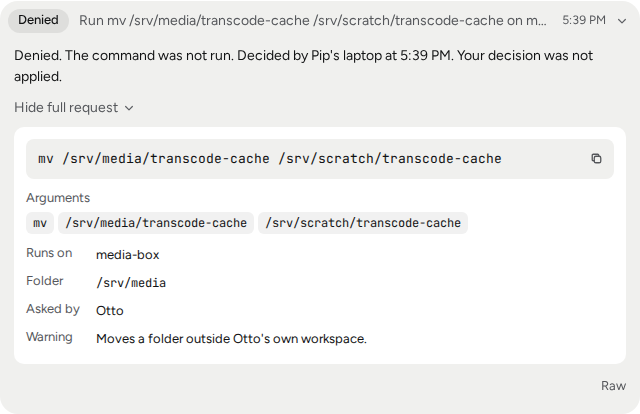 Denied Run mv /srv/media/transcode-cache /srv/scratch/transcode-cache on m... 5:39 PM
Denied. The command was not run. Decided by Pip's laptop at 5:39 PM. Your decision was not
applied.
Hide full request
mv /srv/media/transcode-cache /srv/scratch/transcode-cache
Arguments
mv /srv/media/transcode-cache /srv/scratch/transcode-cache
Runs on media-box
Folder /srv/media
Asked by Otto
Warning Moves a folder outside Otto's own workspace.
Raw